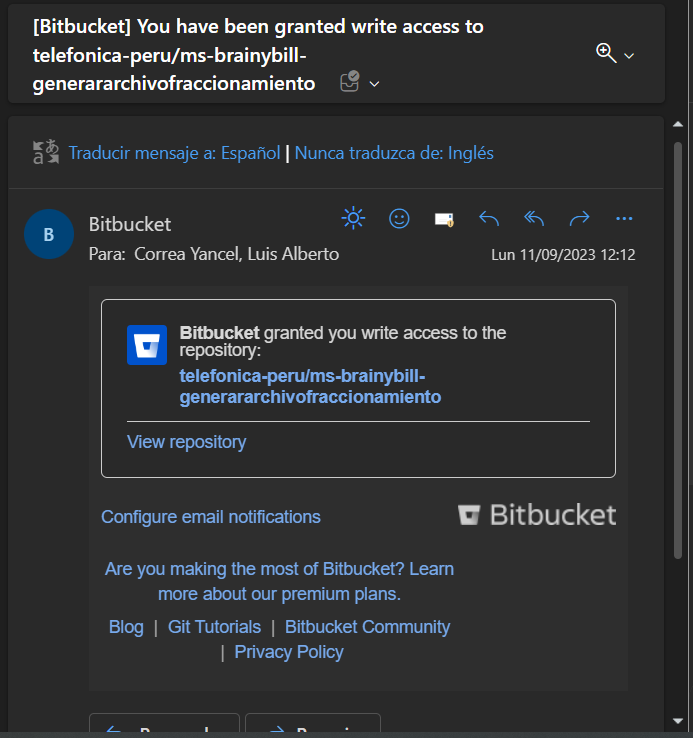 [Bitbucket] You have been granted write access to
telefonica-peru/ms-brainybill-
generararchivofraccionamiento
Traducir mensaje a: Español | Nunca traduzca de: Inglés
B
Bitbucket
Para: Correa Yancel, Luis Alberto
Lun 11/09/2023 12:12
Bitbucket granted you write access to the
repository:
telefonica-peru/ms-brainybill-
generararchivofraccionamiento
View repository
Configure email notifications
Bitbucket
Are you making the most of Bitbucket? Learn
more about our premium plans.
Blog | Git Tutorials | Bitbucket Community
| Privacy Policy